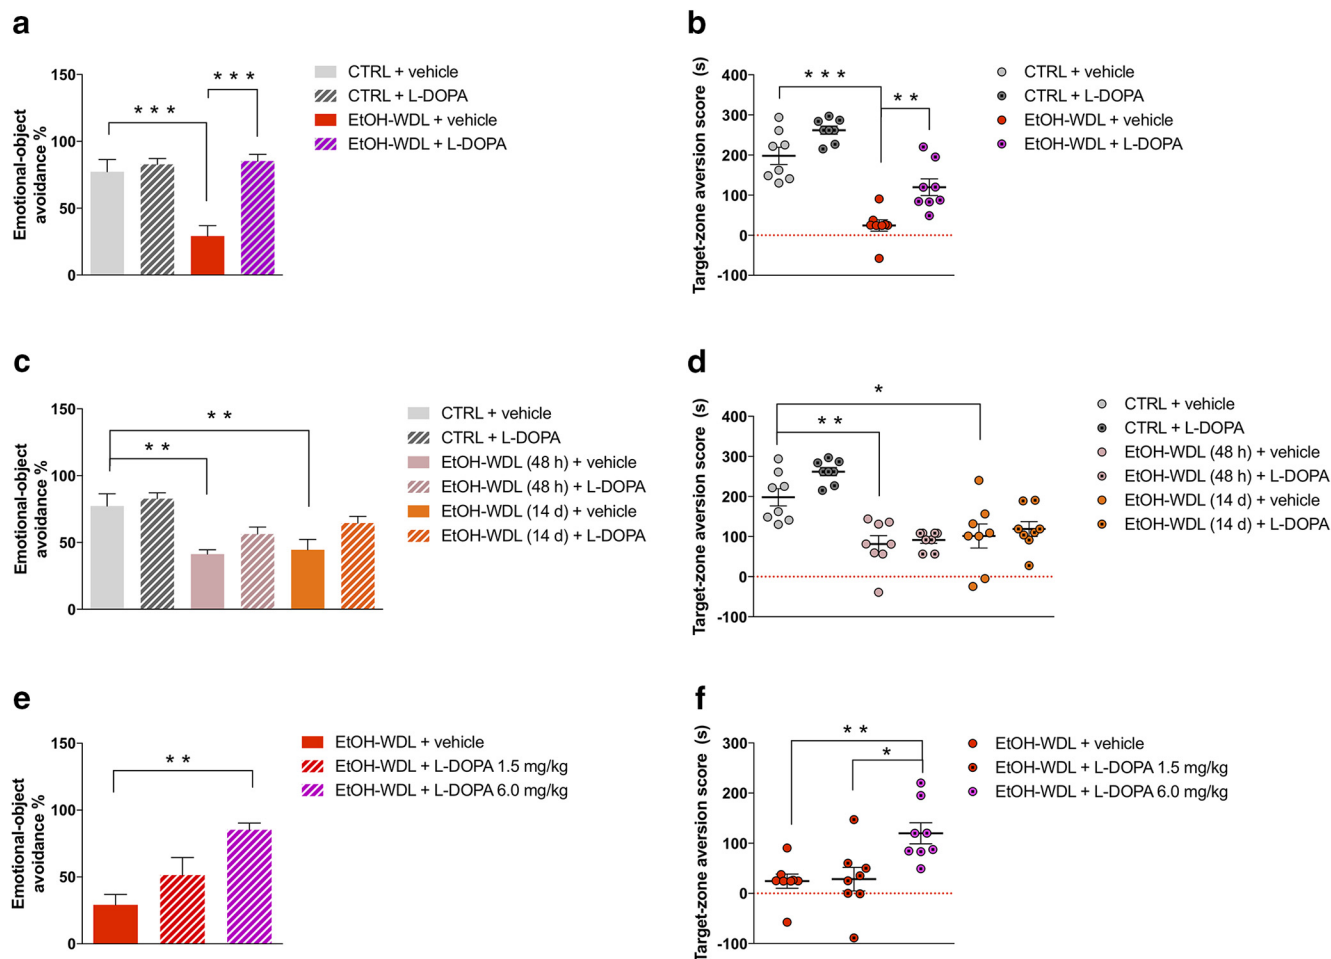 a
Emotional-object
avoidance %
150
100
50
0
* * *
* * *
CTRL + vehicle
CTRL + L-DOPA
EtOH-WDL + vehicle
EtOH-WDL + L-DOPA
b
Target-zone aversion score (s)
400
300
200
100
0
-100
* * *
* *
CTRL + vehicle
CTRL + L-DOPA
EtOH-WDL + vehicle
EtOH-WDL + L-DOPA
c
Emotional-object
avoidance %
150
100
50
0
* *
* *
CTRL + vehicle
CTRL + L-DOPA
EtOH-WDL (48 h) + vehicle
EtOH-WDL (48 h) + L-DOPA
EtOH-WDL (14 d) + vehicle
EtOH-WDL (14 d) + L-DOPA
d
Target-zone aversion score (s)
400
300
200
100
0
-100
*
* *
CTRL + vehicle
CTRL + L-DOPA
EtOH-WDL (48 h) + vehicle
EtOH-WDL (48 h) + L-DOPA
EtOH-WDL (14 d) + vehicle
EtOH-WDL (14 d) + L-DOPA
e
Emotional-object
avoidance %
150
100
50
0
* *
EtOH-WDL + vehicle
EtOH-WDL + L-DOPA 1.5 mg/kg
EtOH-WDL + L-DOPA 6.0 mg/kg
f
Target-zone aversion score (s)
300
200
100
0
-100
* *
*
EtOH-WDL + vehicle
EtOH-WDL + L-DOPA 1.5 mg/kg
EtOH-WDL + L-DOPA 6.0 mg/kg